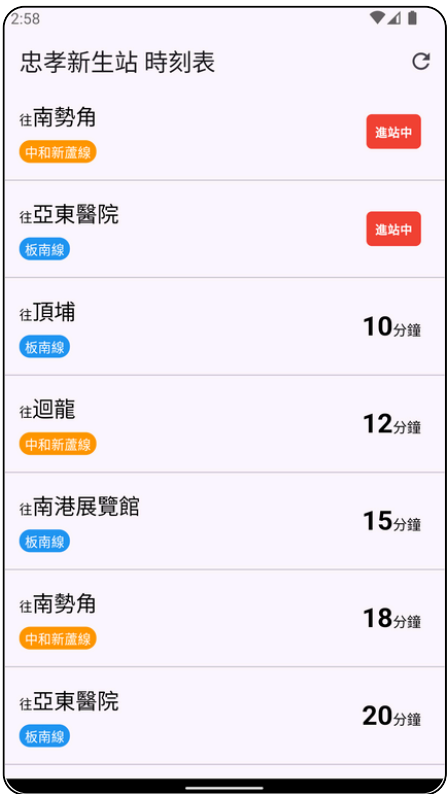 2:58
忠孝新生站 時刻表
往南勢角
進站中
中和新蘆線
往亞東醫院
進站中
板南線
往頂埔
10分鐘
板南線
往迴龍
12分鐘
中和新蘆線
往南港展覽館
15分鐘
板南線
往南勢角
18分鐘
中和新蘆線
往亞東醫院
20分鐘
板南線